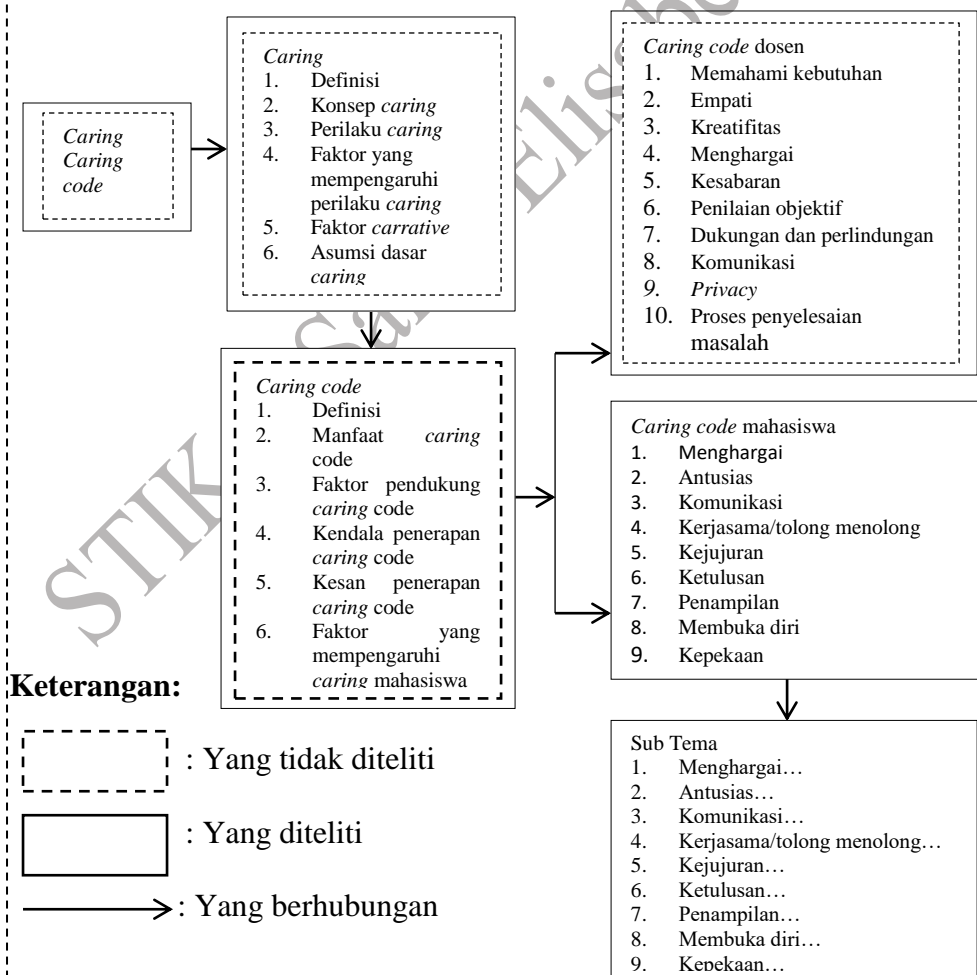 Caring
Caring
code
Caring
1. Definisi
2. Konsep caring
3. Perilaku caring
4. Faktor yang
mempengaruhi
perilaku caring
5. Faktor carrative
6. Asumsi dasar
caring
Caring code dosen
1. Memahami kebutuhan
2. Empati
3. Kreatifitas
4. Menghargai
5. Kesabaran
6. Penilaian objektif
7. Dukungan dan perlindungan
8. Komunikasi
9. Privacy
10. Proses penyelesaian
masalah
Caring code
1. Definisi
2. Manfaat caring
code
3. Faktor pendukung
caring code
4. Kendala penerapan
caring code
5. Kesan penerapan
caring code
6. Faktor yang
mempengaruhi
caring mahasiswa
Caring code mahasiswa
1. Menghargai
2. Antusias
3. Komunikasi
4. Kerjasama/tolong menolong
5. Kejujuran
6. Ketulusan
7. Penampilan
8. Membuka diri
9. Kepekaan
Sub Tema
1. Menghargai…
2. Antusias…
3. Komunikasi…
4. Kerjasama/tolong menolong…
5. Kejujuran…
6. Ketulusan…
7. Penampilan…
8. Membuka diri…
9. Kepekaan…
Keterangan:
: Yang tidak diteliti
: Yang diteliti
: Yang berhubungan
STIK